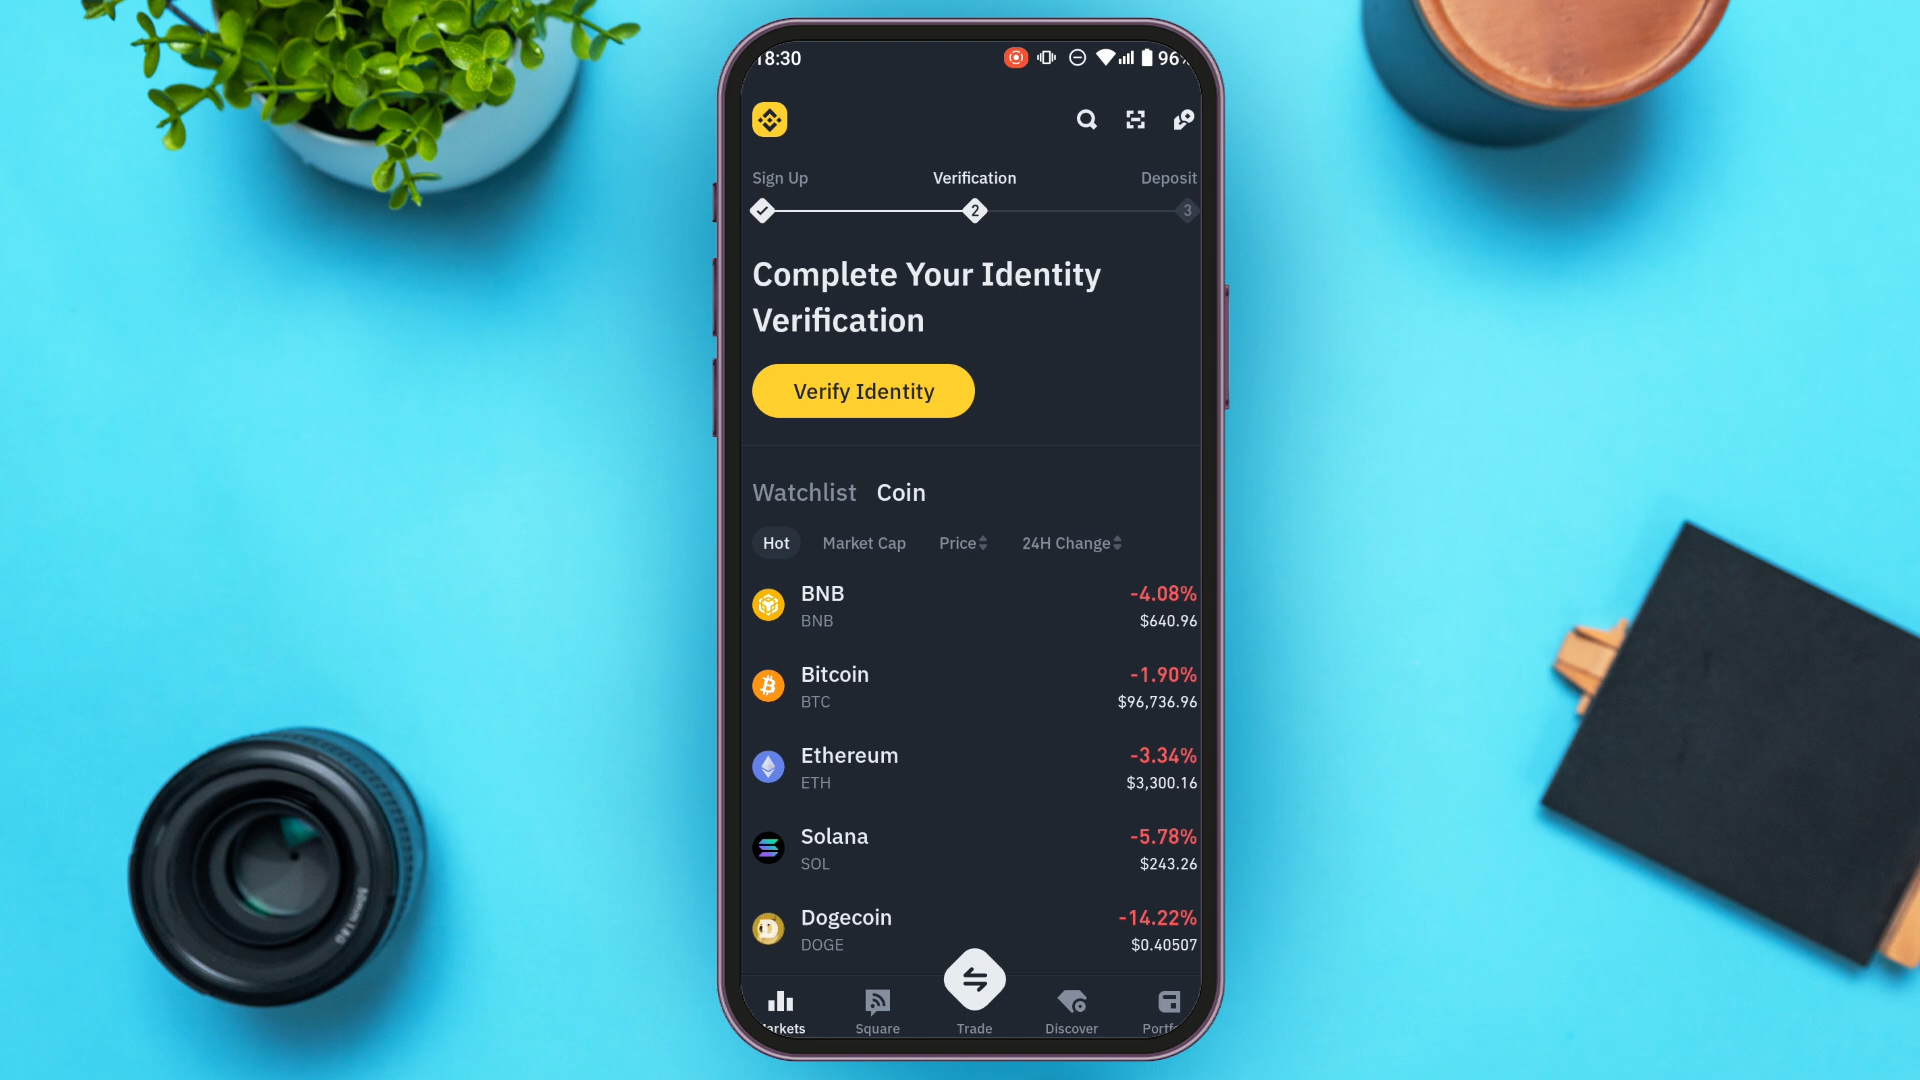 18:30
96%
Sign Up Verification Deposit
2 3
Complete Your Identity
Verification
Verify Identity
Watchlist Coin
Hot Market Cap Price 24H Change
BNB -4.08%
BNB $640.96
Bitcoin -1.90%
BTC $96,736.96
Ethereum -3.34%
ETH $3,300.16
Solana -5.78%
SOL $243.26
Dogecoin -14.22%
DOGE $0.40507
arkets Square Trade Discover Portf